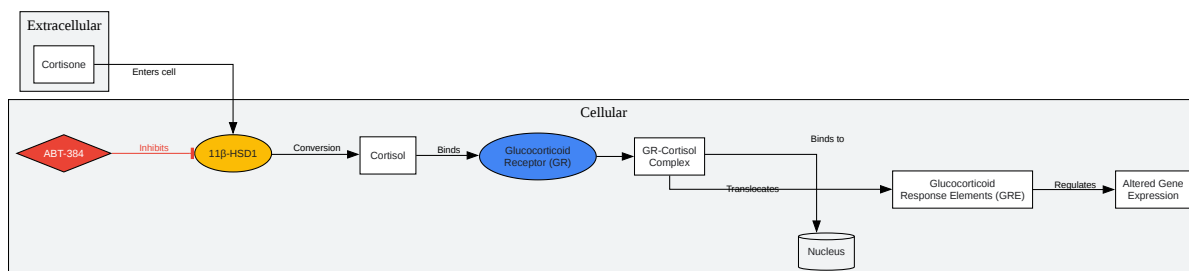 Extracellular
Cortisone
Enters cell
Cellular
ABT-384
Inhibits
11β-HSD1
Conversion
Cortisol
Binds
Glucocorticoid
Receptor (GR)
GR-Cortisol
Complex
Binds to
Translocates
Nucleus
Glucocorticoid
Response Elements (GRE)
Regulates
Altered Gene
Expression